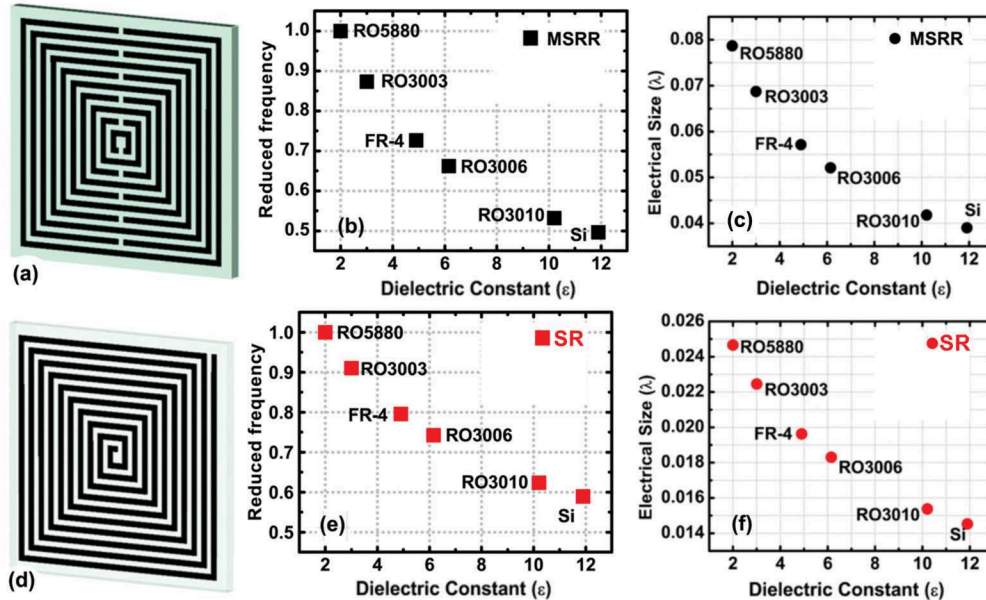 (a)
(b)
MSRR
RO5880
RO3003
FR-4
RO3006
RO3010
Si
Reduced frequency
1.0
0.9
0.8
0.7
0.6
0.5
2 4 6 8 10 12
Dielectric Constant (ε)
(c)
MSRR
RO5880
RO3003
FR-4
RO3006
RO3010
Si
Electrical Size (λ)
0.08
0.07
0.06
0.05
0.04
2 4 6 8 10 12
Dielectric Constant (ε)
(d)
(e)
SR
RO5880
RO3003
FR-4
RO3006
RO3010
Si
Reduced frequency
1.0
0.9
0.8
0.7
0.6
0.5
2 4 6 8 10 12
Dielectric Constant (ε)
(f)
SR
RO5880
RO3003
FR-4
RO3006
RO3010
Si
Electrical Size (λ)
0.026
0.024
0.022
0.020
0.018
0.016
0.014
2 4 6 8 10 12
Dielectric Constant (ε)